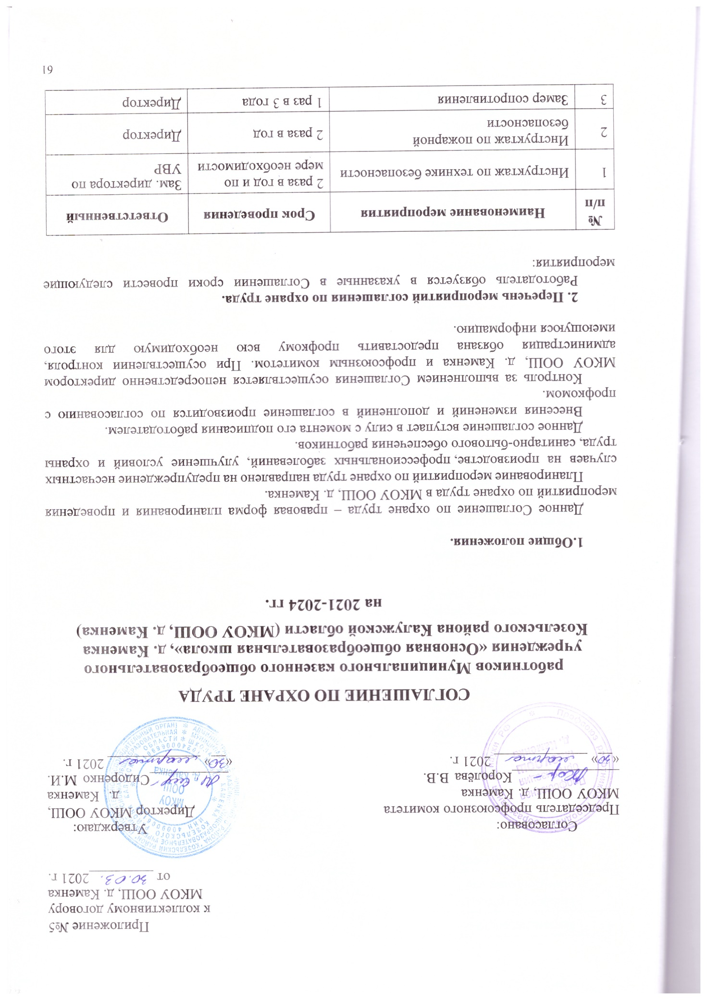 Приложение №5
к коллективному договору
МКОУ ООШ, д. Каменка
от 30.03. 2021 г.
Согласовано:
Председатель профсоюзного комитета
МКОУ ООШ, д. Каменка
Королёва В.В.
«30» марта 2021 г.
Утверждаю:
Директор МКОУ ООШ,
д. Каменка
Сидоренко М.И.
«30» марта 2021 г.
СОГЛАШЕНИЕ ПО ОХРАНЕ ТРУДА
работников Муниципального казенного общеобразовательного
учреждения «Основная общеобразовательная школа», д. Каменка
Козельского района Калужской области (МКОУ ООШ, д. Каменка)
на 2021-2024 гг.
1.Общие положения.
Данное Соглашение по охране труда – правовая форма планирования и проведения
мероприятий по охране труда в МКОУ ООШ, д. Каменка.
Планирование мероприятий по охране труда направлено на предупреждение несчастных
случаев на производстве, профессиональных заболеваний, улучшение условий и охраны
труда, санитарно-бытового обеспечения работников.
Данное соглашение вступает в силу с момента его подписания работодателем.
Внесения изменений и дополнений в соглашение производится по согласованию с
профкомом.
Контроль за выполнением Соглашения осуществляется непосредственно директором
МКОУ ООШ, д. Каменка и профсоюзным комитетом. При осуществлении контроля,
администрация обязана предоставить профкому всю необходимую для этого
имеющуюся информацию.
2. Перечень мероприятий соглашения по охране труда.
Работодатель обязуется в указанные в Соглашении сроки провести следующие
мероприятия:
№ п/п Наименование мероприятия Срок проведения Ответственный
1 Инструктаж по технике безопасности 2 раза в год и по мере необходимости Зам. директора по УВР
2 Инструктаж по пожарной безопасности 2 раза в год Директор
3 Замер сопротивления 1 раз в 3 года Директор
61